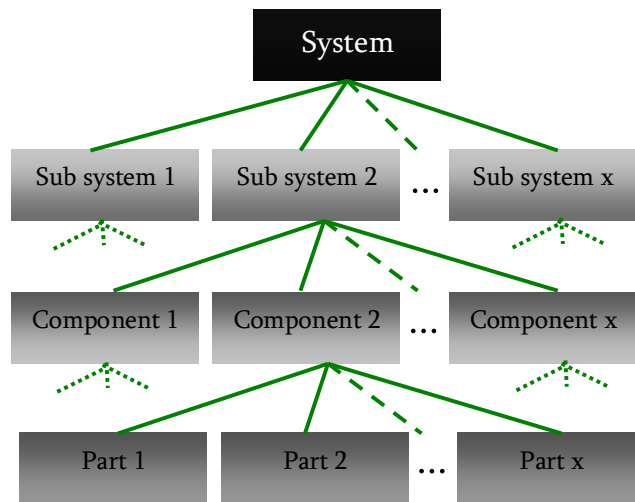 System
Sub system 1 Sub system 2 ... Sub system x
Component 1 Component 2 ... Component x
Part 1 Part 2 ... Part x